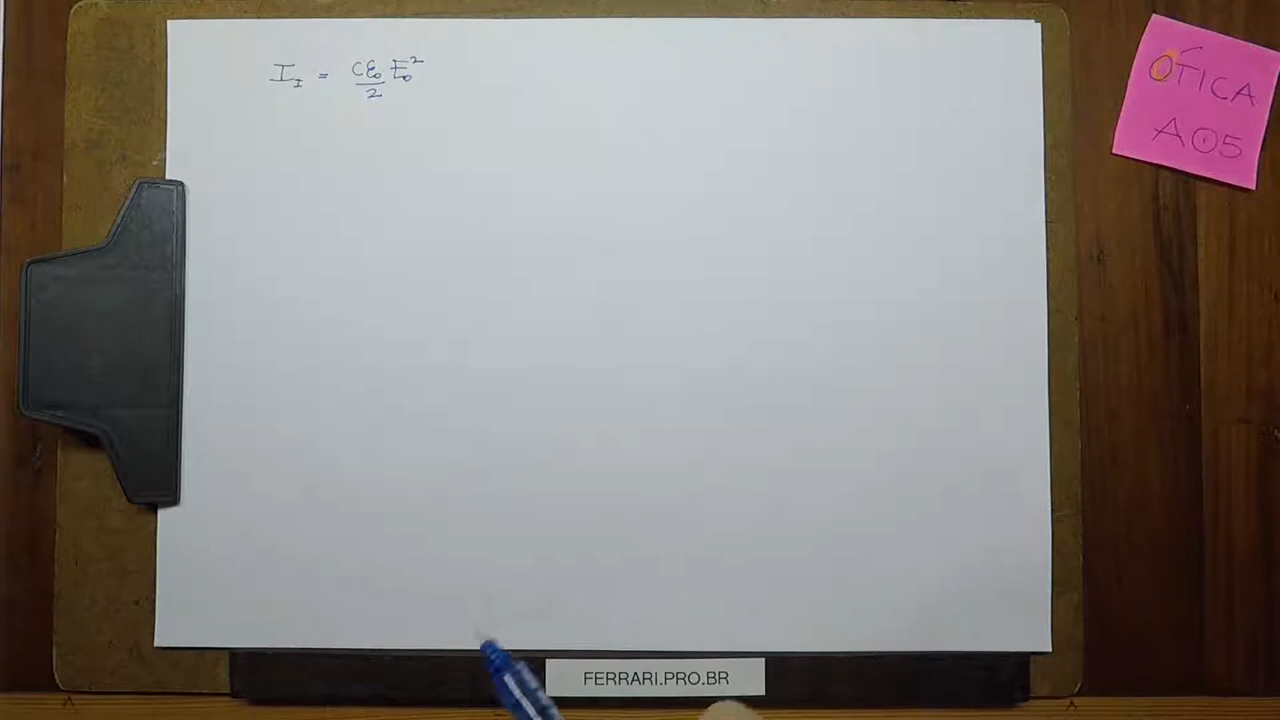 I_I = cε₀/2 E₀²
ÓTICA
A05
FERRARI.PRO.BR